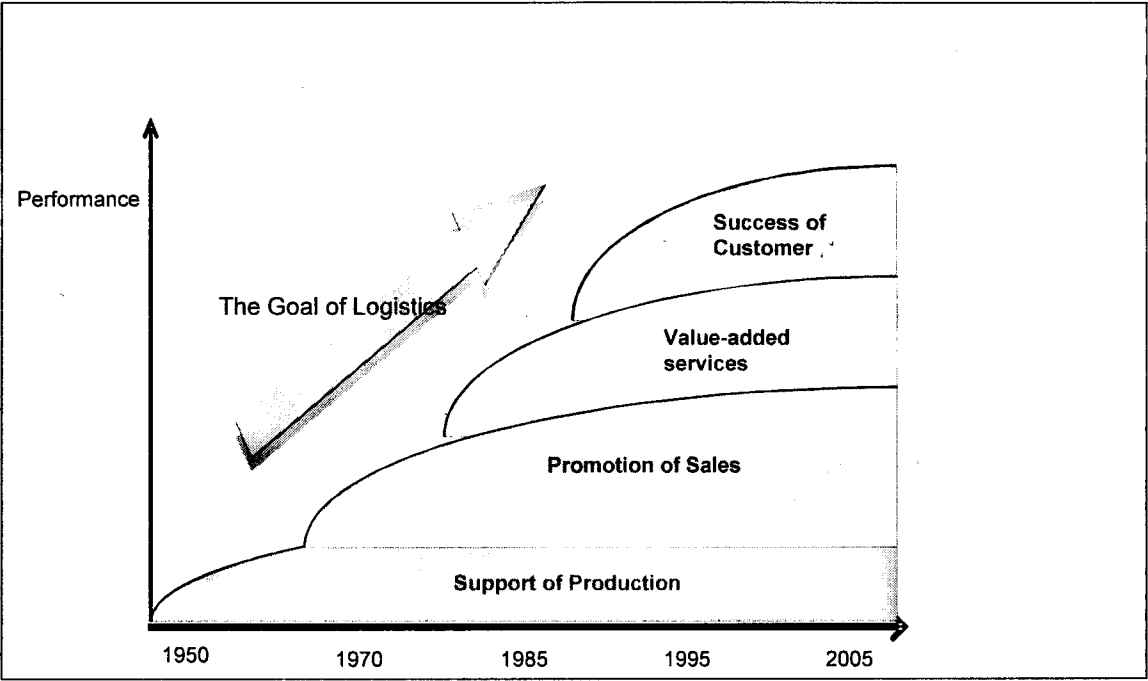 Performance
The Goal of Logistics
Success of
Customer
Value-added
services
Promotion of Sales
Support of Production
1950
1970
1985
1995
2005